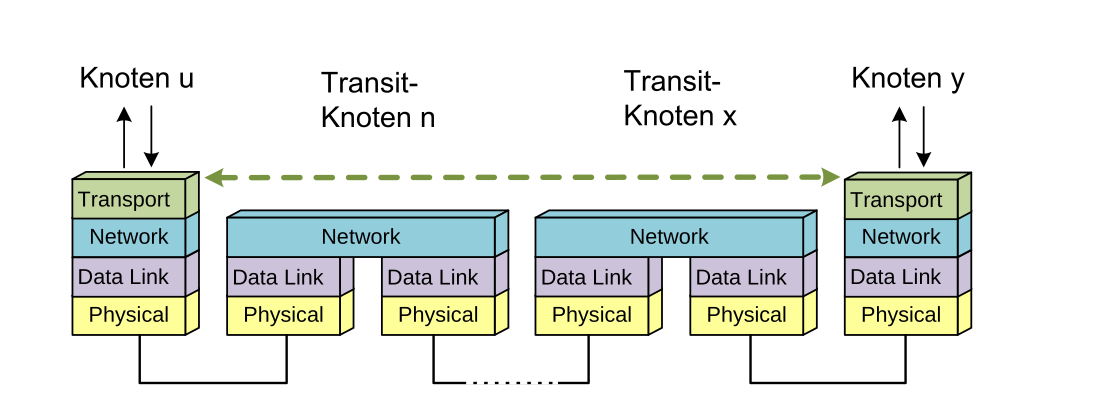 Knoten u
Transit-
Knoten n
Transit-
Knoten x
Knoten y
Transport
Network
Data Link
Physical
Network
Data Link
Data Link
Physical
Physical
Network
Data Link
Data Link
Physical
Physical
Transport
Network
Data Link
Physical